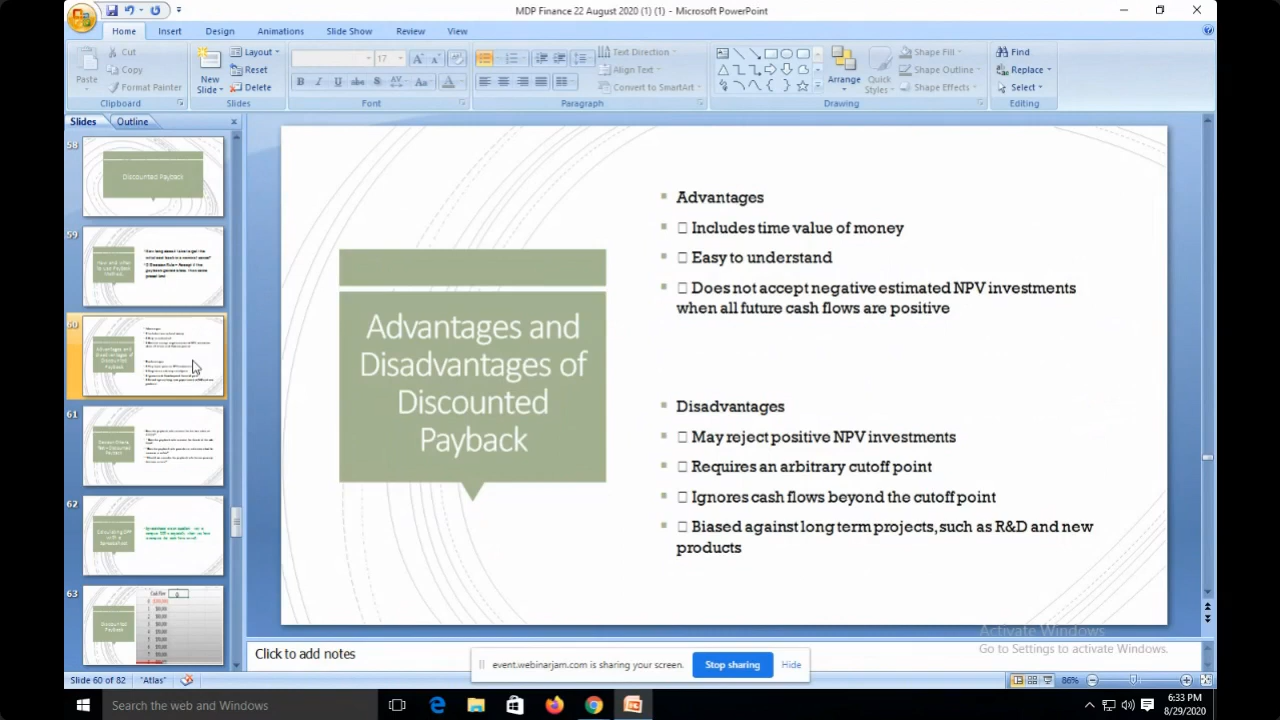 MDP Finance 22 August 2020 (1) (1) - Microsoft PowerPoint
Home Insert Design Animations Slide Show Review View
Cut
Copy
Format Painter
Paste
Clipboard
New Slide
Layout
Reset
Delete
Slides
17
Font
Text Direction
Align Text
Convert to SmartArt
Paragraph
Arrange
Quick Styles
Shape Fill
Shape Outline
Shape Effects
Drawing
Find
Replace
Select
Editing
Slides Outline
58
Discounted Payback
59
60
61
62
63
Discounted
Payback
Advantages and
Disadvantages of
Discounted
Payback
Advantages
Includes time value of money
Easy to understand
Does not accept negative estimated NPV investments
when all future cash flows are positive
Disadvantages
May reject positive NPV investments
Requires an arbitrary cutoff point
Ignores cash flows beyond the cutoff point
Biased against long term projects, such as R&D and new
products
Activate Windows
Go to Settings to activate Windows.
Click to add notes
event.webinarjam.com is sharing your screen. Stop sharing Hide
Slide 60 of 82 "Atlas" 86%
Search the web and Windows
6:33 PM
8/29/2020